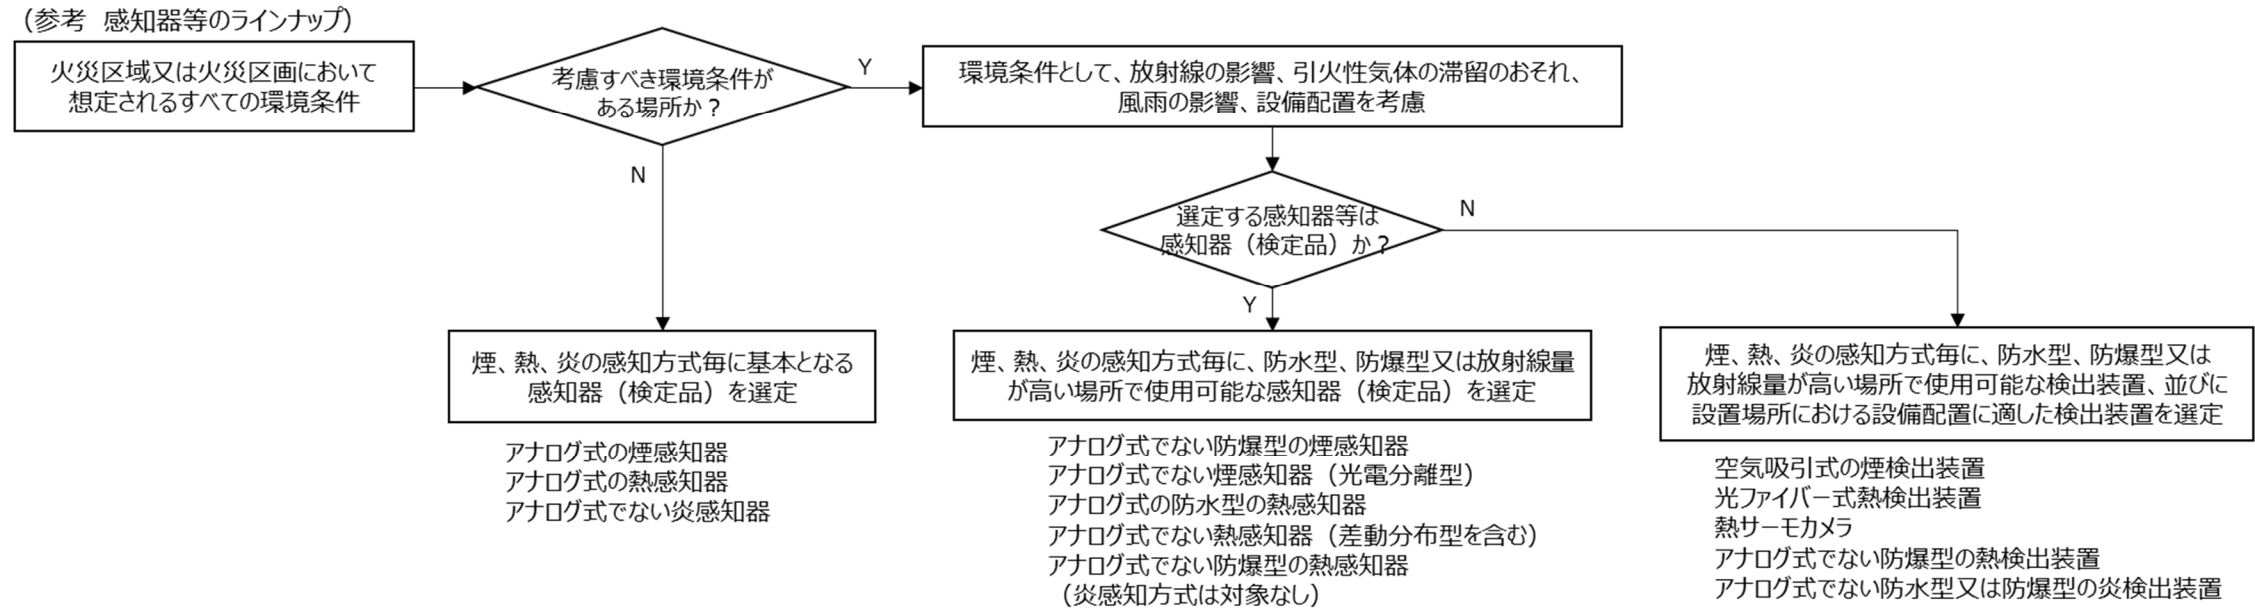 （参考　感知器等のラインナップ）
火災区域又は火災区画において
想定されるすべての環境条件
考慮すべき環境条件が
ある場所か？
Y
N
環境条件として、放射線の影響、引火性気体の滞留のおそれ、
風雨の影響、設備配置を考慮
選定する感知器等は
感知器（検定品）か？
N
Y
煙、熱、炎の感知方式毎に基本となる
感知器（検定品）を選定
アナログ式の煙感知器
アナログ式の熱感知器
アナログ式でない炎感知器
煙、熱、炎の感知方式毎に、防水型、防爆型又は放射線量
が高い場所で使用可能な感知器（検定品）を選定
アナログ式でない防爆型の煙感知器
アナログ式でない煙感知器（光電分離型）
アナログ式の防水型の熱感知器
アナログ式でない熱感知器（差動分布型を含む）
アナログ式でない防爆型の熱感知器
（炎感知方式は対象なし）
煙、熱、炎の感知方式毎に、防水型、防爆型又は
放射線量が高い場所で使用可能な検出装置、並びに
設置場所における設備配置に適した検出装置を選定
空気吸引式の煙検出装置
光ファイバー式熱検出装置
熱サーモカメラ
アナログ式でない防爆型の熱検出装置
アナログ式でない防水型又は防爆型の炎検出装置